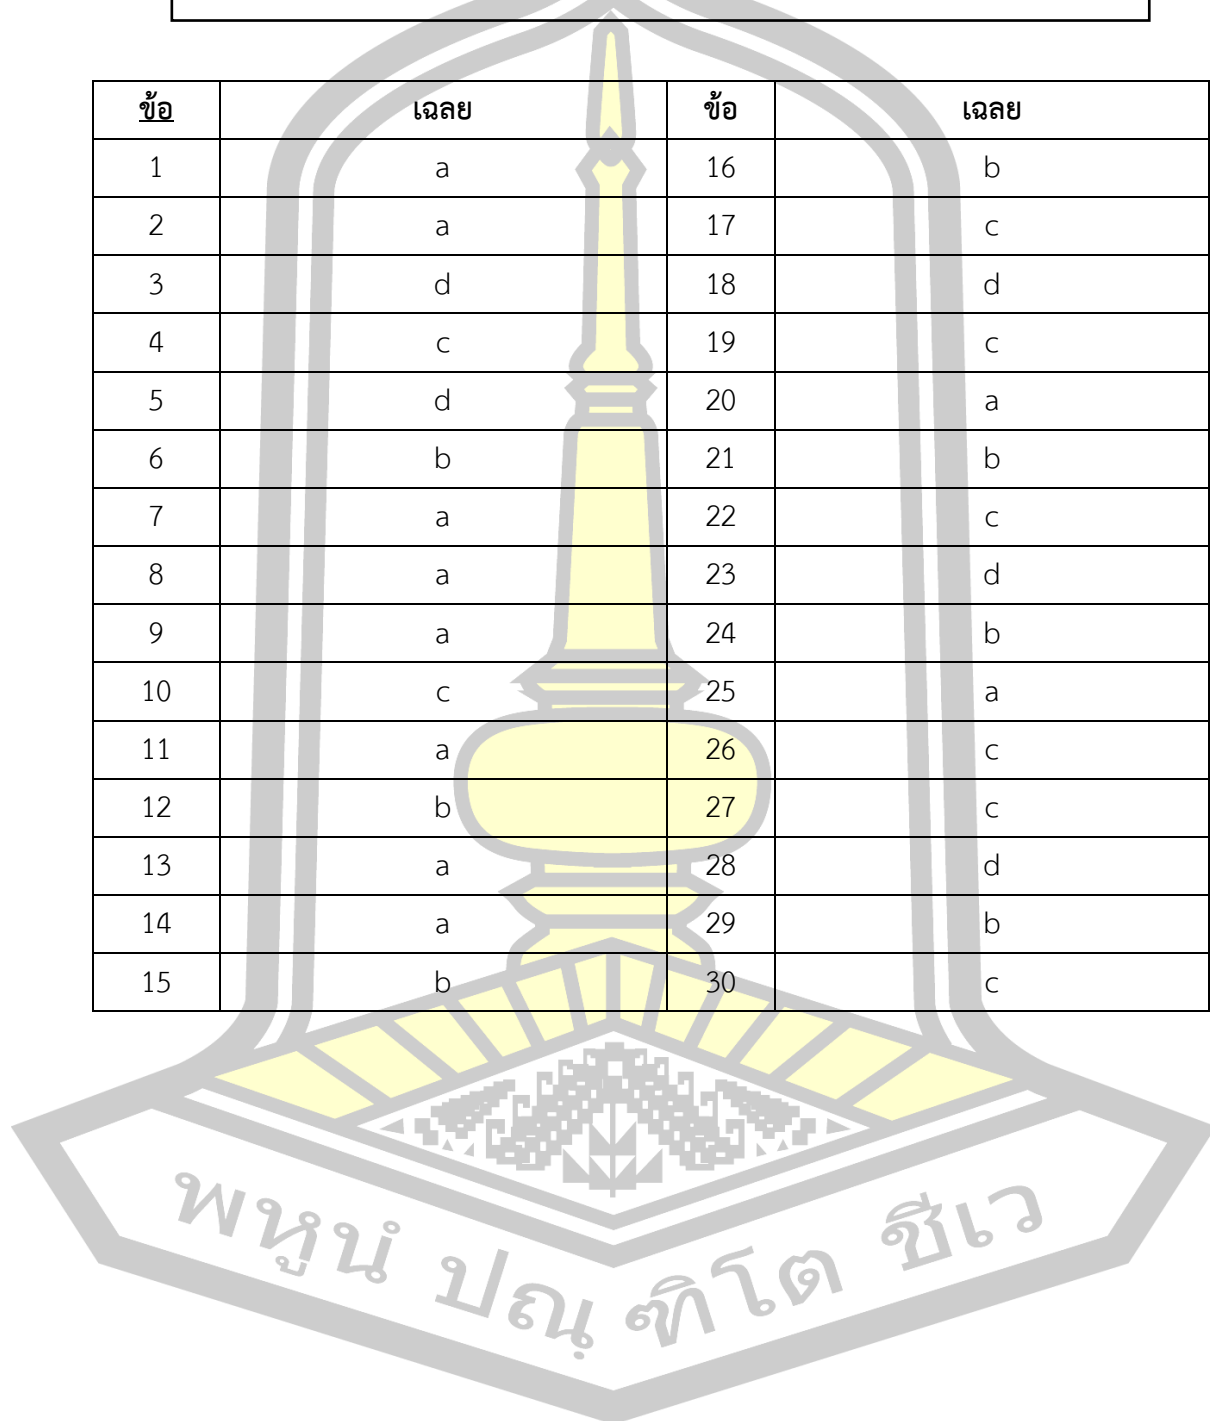 ข้อ เฉลย ข้อ เฉลย
1 a 16 b
2 a 17 c
3 d 18 d
4 c 19 c
5 d 20 a
6 b 21 b
7 a 22 c
8 a 23 d
9 a 24 b
10 c 25 a
11 a 26 c
12 b 27 c
13 a 28 d
14 a 29 b
15 b 30 c
พหูนํ ปณฺฑิโต ชีเว